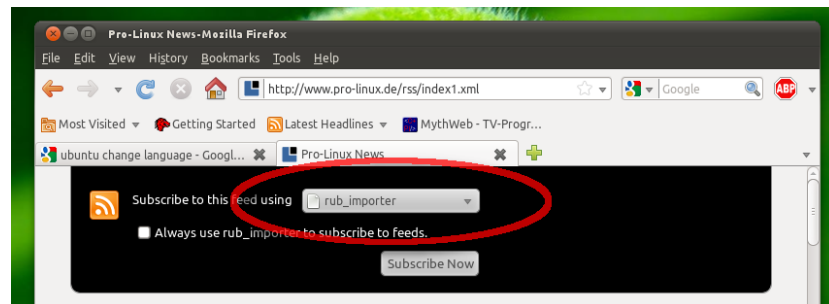 Pro-Linux News-Mozilla Firefox
File Edit View History Bookmarks Tools Help
http://www.pro-linux.de/rss/index1.xml Google ABP
Most Visited Getting Started Latest Headlines MythWeb - TV-Progr...
ubuntu change language - Googl... Pro-Linux News
Subscribe to this feed using rub_importer
Always use rub_importer to subscribe to feeds.
Subscribe Now